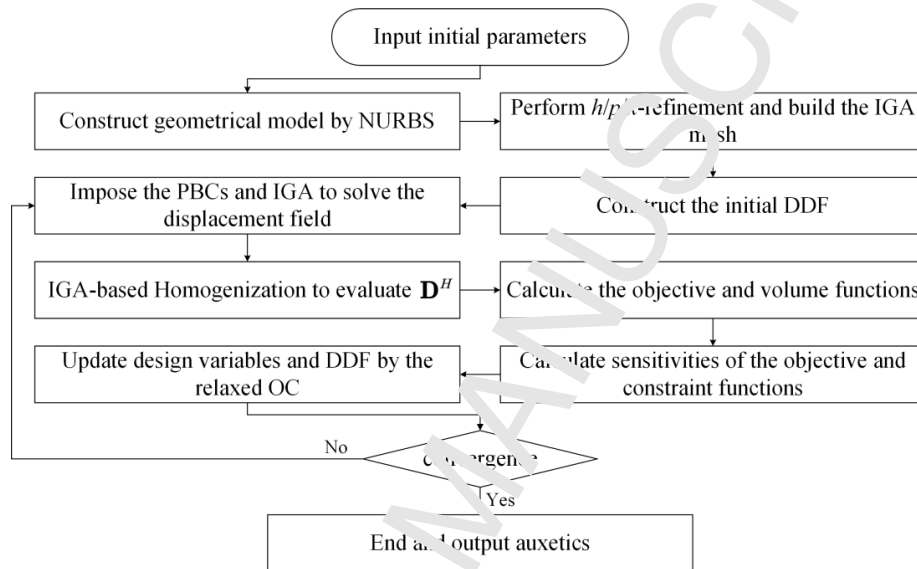 Input initial parameters
Construct geometrical model by NURBS
Perform h/p/k-refinement and build the IGA
mesh
Impose the PBCs and IGA to solve the
displacement field
Construct the initial DDF
IGA-based Homogenization to evaluate D^H
Calculate the objective and volume functions
Update design variables and DDF by the
relaxed OC
Calculate sensitivities of the objective and
constraint functions
No
convergence
Yes
End and output auxetics
MANUSCRI